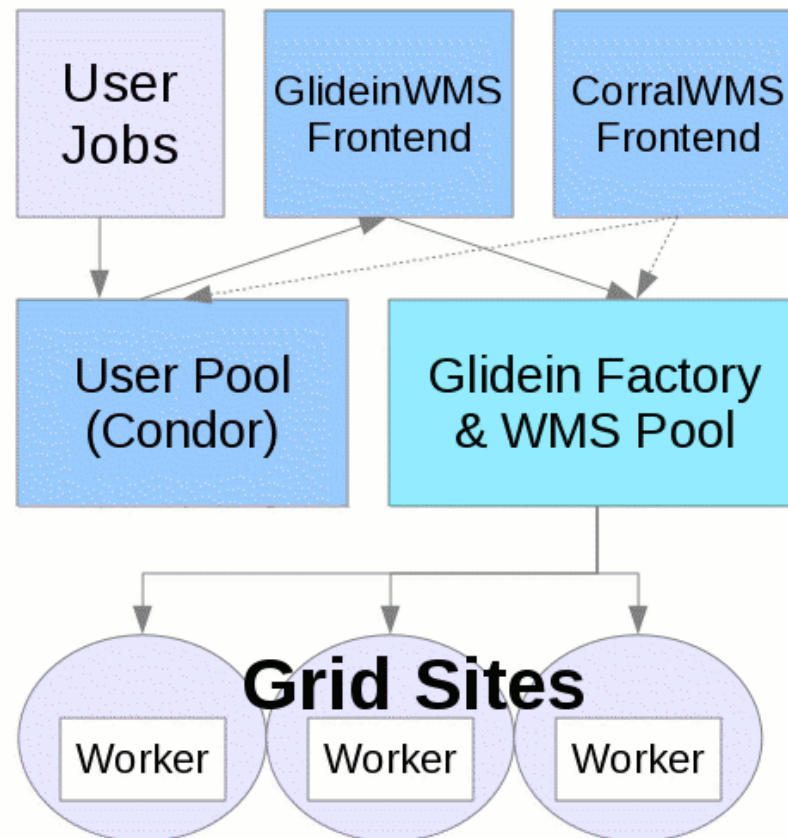 User
Jobs
GlideinWMS
Frontend
CorralWMS
Frontend
User Pool
(Condor)
Glidein Factory
& WMS Pool
Grid Sites
Worker
Worker
Worker